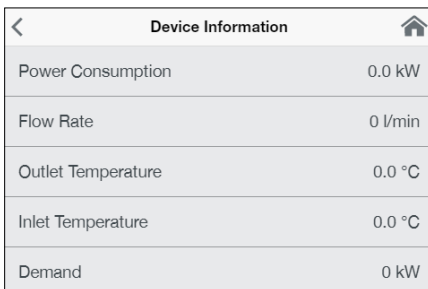 Device Information
Power Consumption 0.0 kW
Flow Rate 0 l/min
Outlet Temperature 0.0 °C
Inlet Temperature 0.0 °C
Demand 0 kW